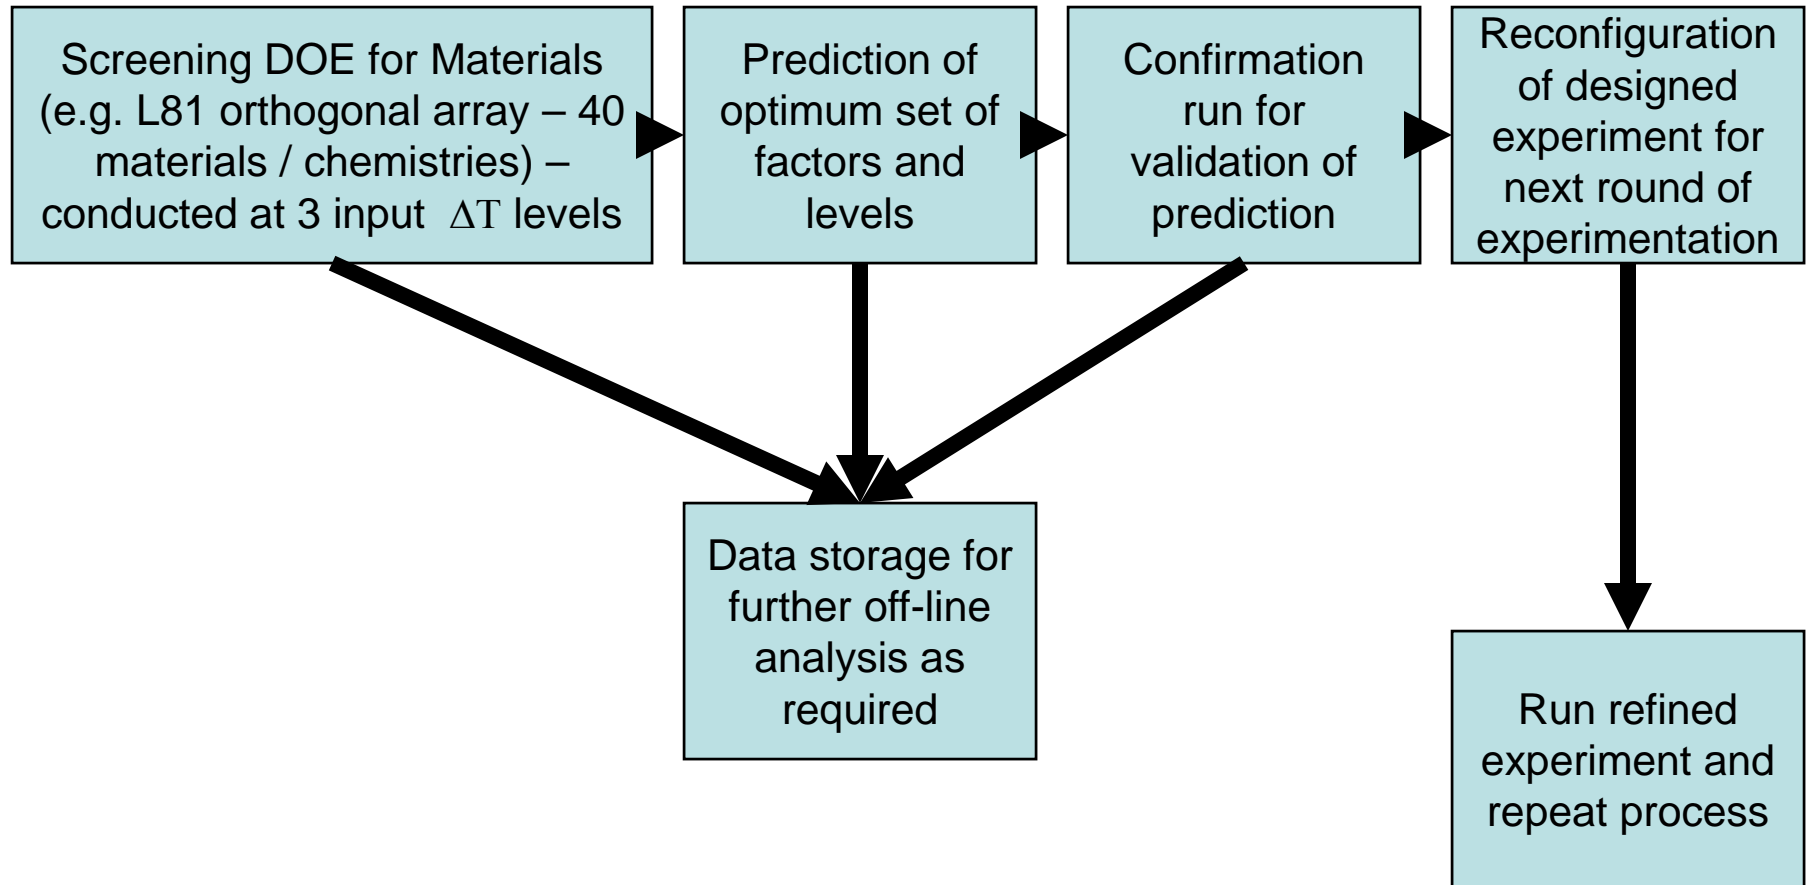 Screening DOE for Materials
(e.g. L81 orthogonal array – 40
materials / chemistries) –
conducted at 3 input ΔT levels
Prediction of
optimum set of
factors and
levels
Confirmation
run for
validation of
prediction
Reconfiguration
of designed
experiment for
next round of
experimentation
Data storage for
further off-line
analysis as
required
Run refined
experiment and
repeat process